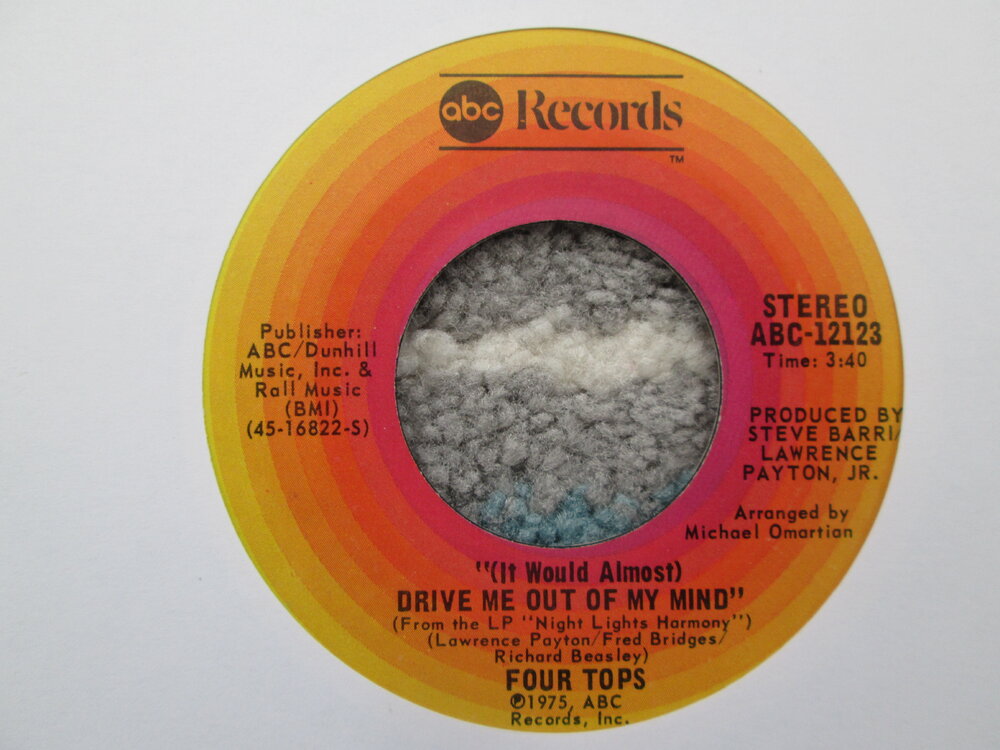 abc Records
TM
Publisher:
ABC/Dunhill
Music, Inc. &
Rall Music
(BMI)
(45-16822-S)
STEREO
ABC-12123
Time: 3:40
PRODUCED BY
STEVE BARRI/
LAWRENCE
PAYTON, JR.
Arranged by
Michael Omartian
"(It Would Almost)
DRIVE ME OUT OF MY MIND"
(From the LP "Night Lights Harmony")
(Lawrence Payton/Fred Bridges/
Richard Beasley)
FOUR TOPS
℗1975, ABC
Records, Inc.